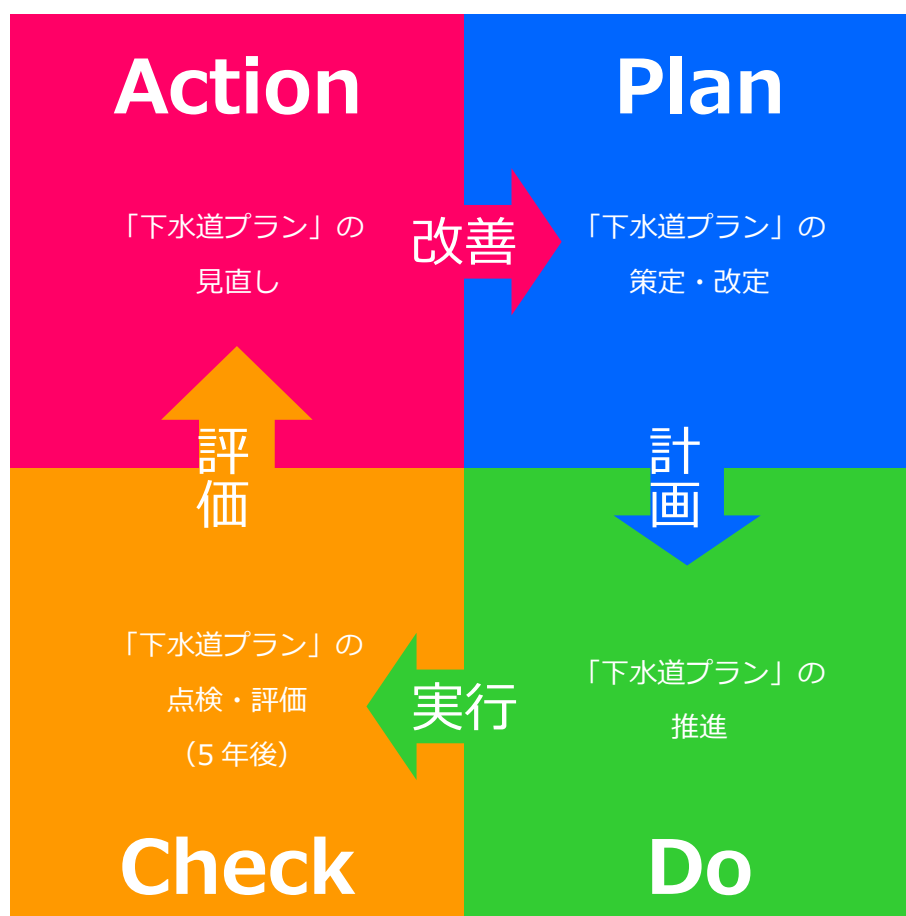 Action
「下水道プラン」の
見直し
改善
Plan
「下水道プラン」の
策定・改定
評価
計画
「下水道プラン」の
点検・評価
（5 年後）
Check
実行
「下水道プラン」の
推進
Do